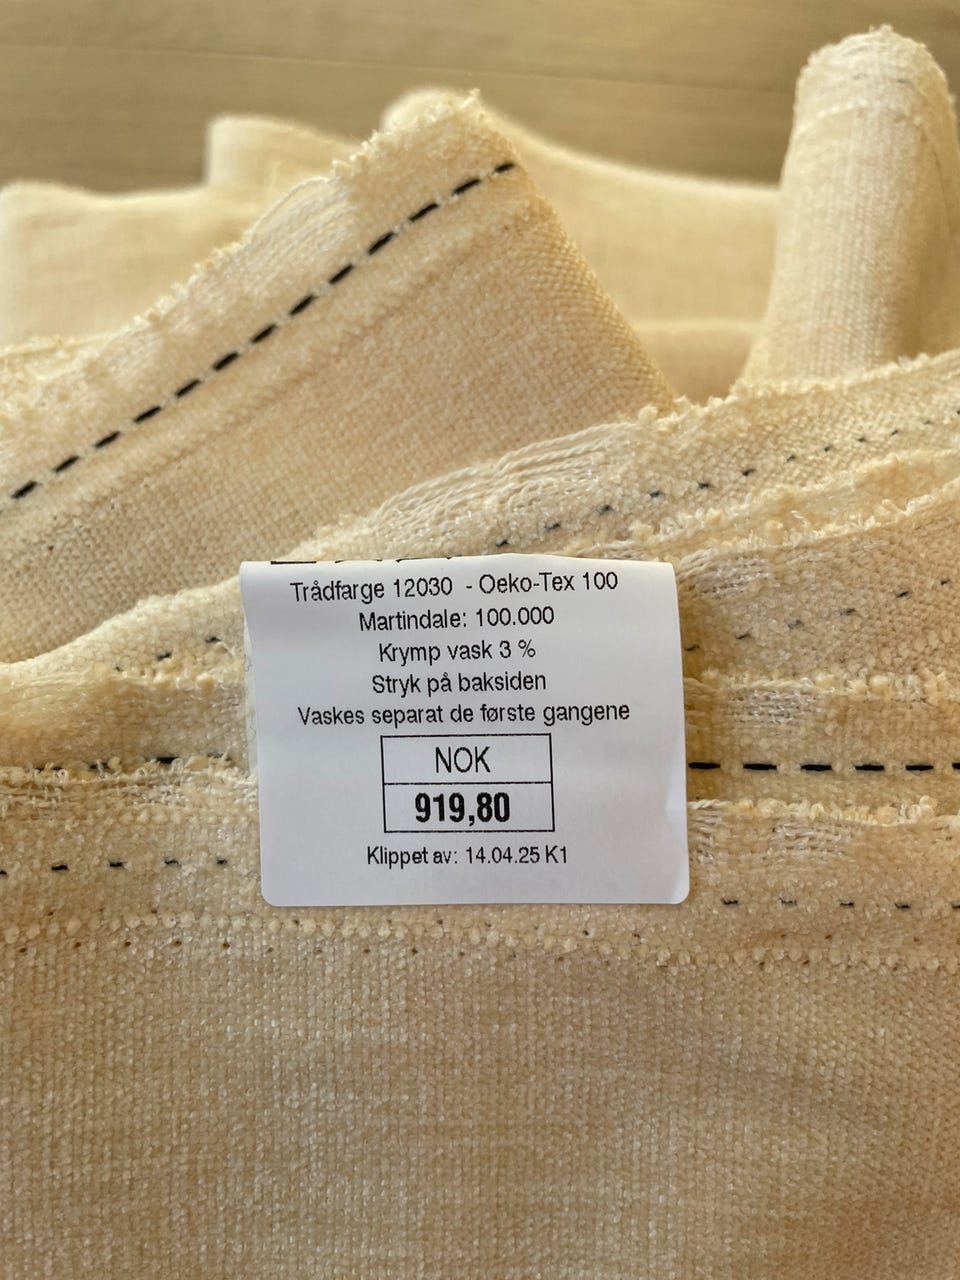 Trådfarge 12030 - Oeko-Tex 100
Martindale: 100.000
Krymp vask 3 %
Stryk på baksiden
Vaskes separat de første gangene
NOK
919,80
Klippet av: 14.04.25 K1